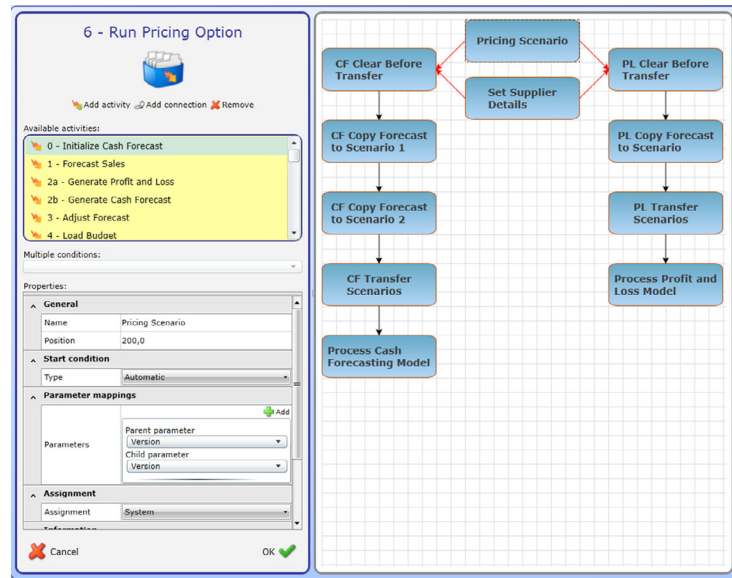 6 - Run Pricing Option
Add activity Add connection Remove
Available activities:
0 - Initialize Cash Forecast
1 - Forecast Sales
2a - Generate Profit and Loss
2b - Generate Cash Forecast
3 - Adjust Forecast
4 - Load Budget
Multiple conditions:
Properties:
General
Name Pricing Scenario
Position 200,0
Start condition
Type Automatic
Parameter mappings
Add
Parameters
Parent parameter
Version
Child parameter
Version
Assignment
Assignment System
Information
Cancel OK
Pricing Scenario
CF Clear Before
Transfer
PL Clear Before
Transfer
Set Supplier
Details
CF Copy Forecast
to Scenario 1
PL Copy Forecast
to Scenario
CF Copy Forecast
to Scenario 2
PL Transfer
Scenarios
CF Transfer
Scenarios
Process Profit and
Loss Model
Process Cash
Forecasting Model